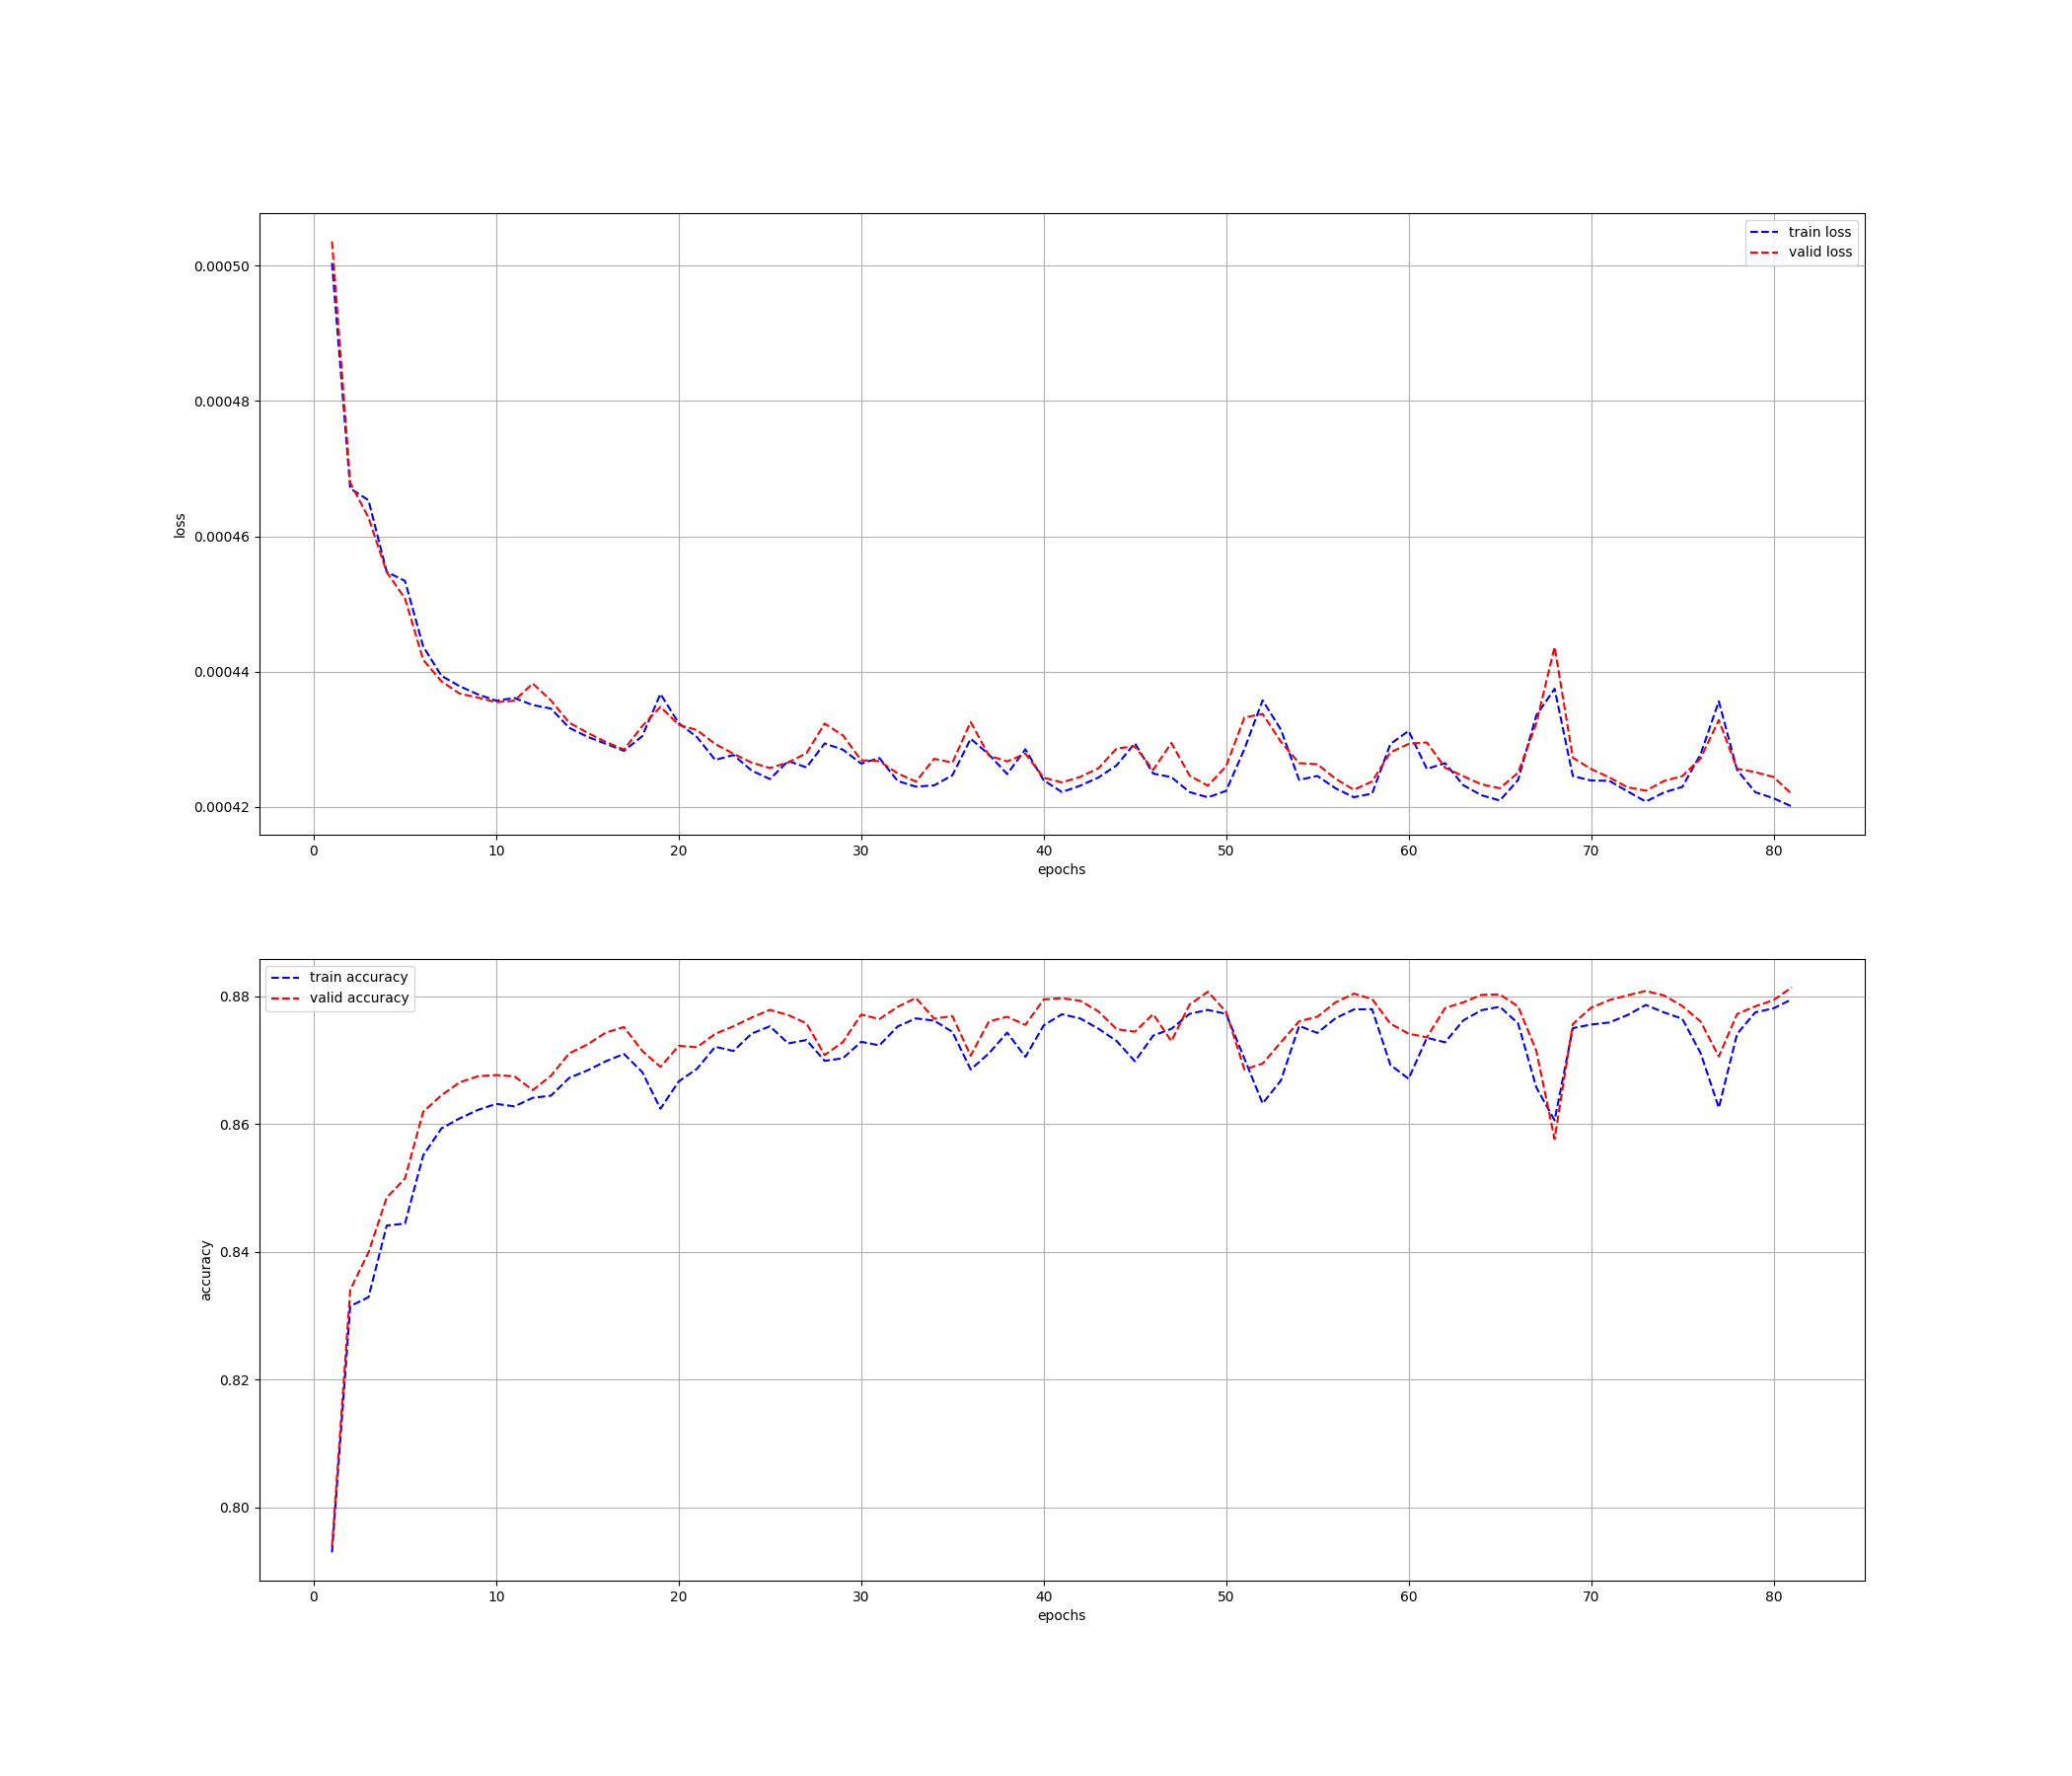 train loss
valid loss
0.00050
0.00048
0.00046
0.00044
0.00042
loss
0 10 20 30 40 50 60 70 80
epochs
train accuracy
valid accuracy
0.88
0.86
0.84
0.82
0.80
accuracy
0 10 20 30 40 50 60 70 80
epochs